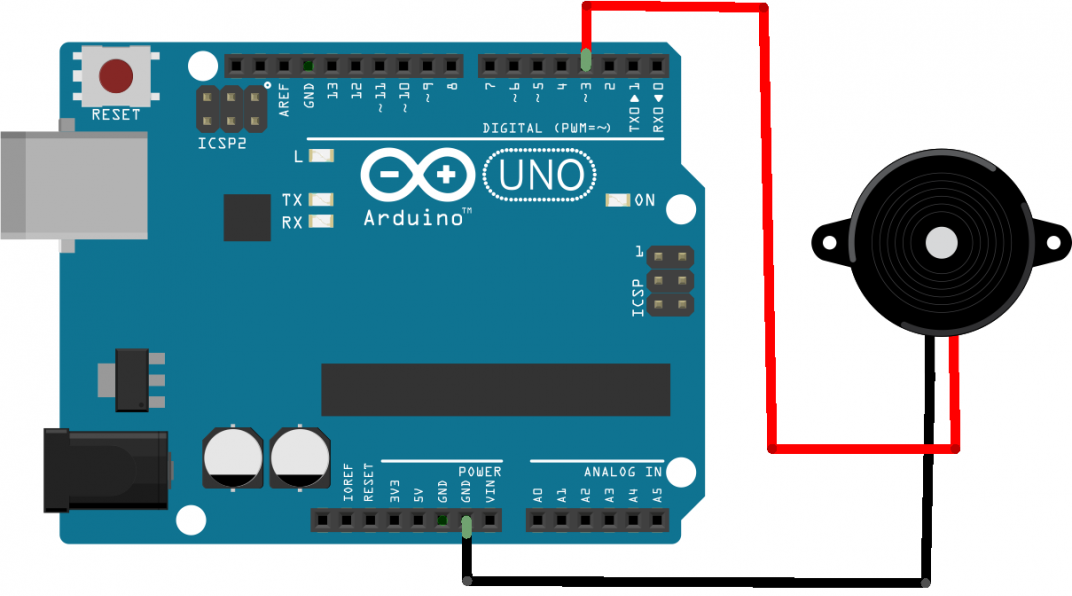 RESET
ICSP2
AREF
GND
13
12
~11
~10
~9
8
7
~6
~5
4
~3
2
TX0▶1
RX0◀0
DIGITAL (PWM=~)
L
TX
RX
UNO
Arduino™
ON
1
ICSP
IOREF
RESET
3V3
5V
GND
GND
VIN
POWER
ANALOG IN
A0
A1
A2
A3
A4
A5